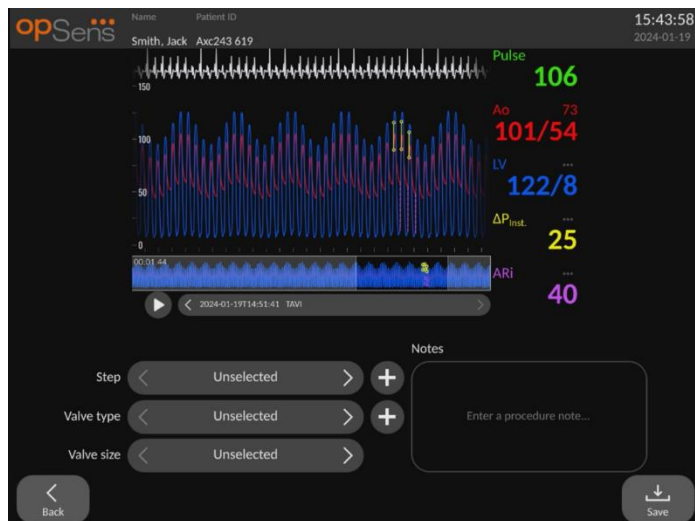 opSens
Name Patient ID
Smith, Jack Axc243 619
15:43:58
2024-01-19
150
100
50
0
Pulse
106
Ao 73
101/54
LV ---
122/8
ΔPInst. ---
25
ARi ---
40
00:01:44
2024-01-19T14:51:41 TAVI
Notes
Step Unselected
Valve type Unselected
Valve size Unselected
Enter a procedure note...
Back
Save